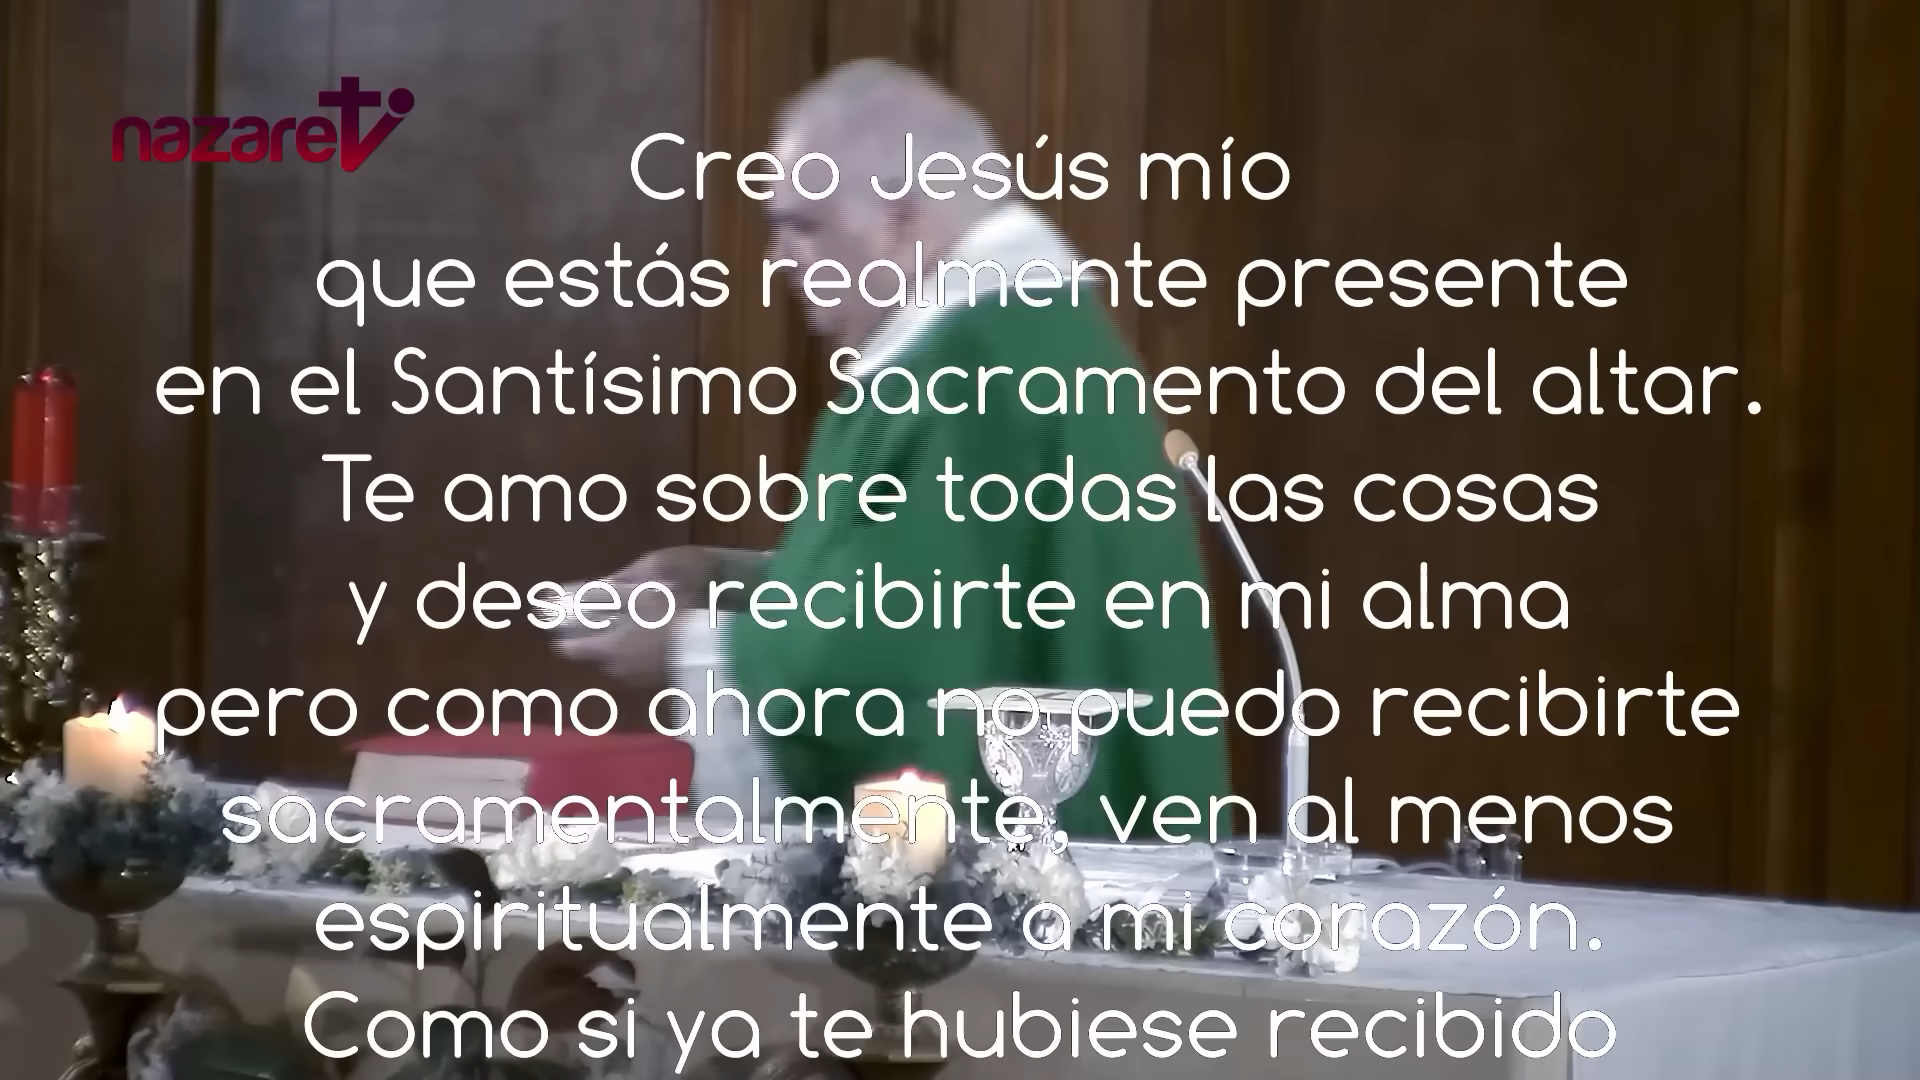 nazaretv
Creo Jesús mío
que estás realmente presente
en el Santísimo Sacramento del altar.
Te amo sobre todas las cosas
y deseo recibirte en mi alma
pero como ahora no puedo recibirte
sacramentalmente, ven al menos
espiritualmente a mi corazón.
Como si ya te hubiese recibido